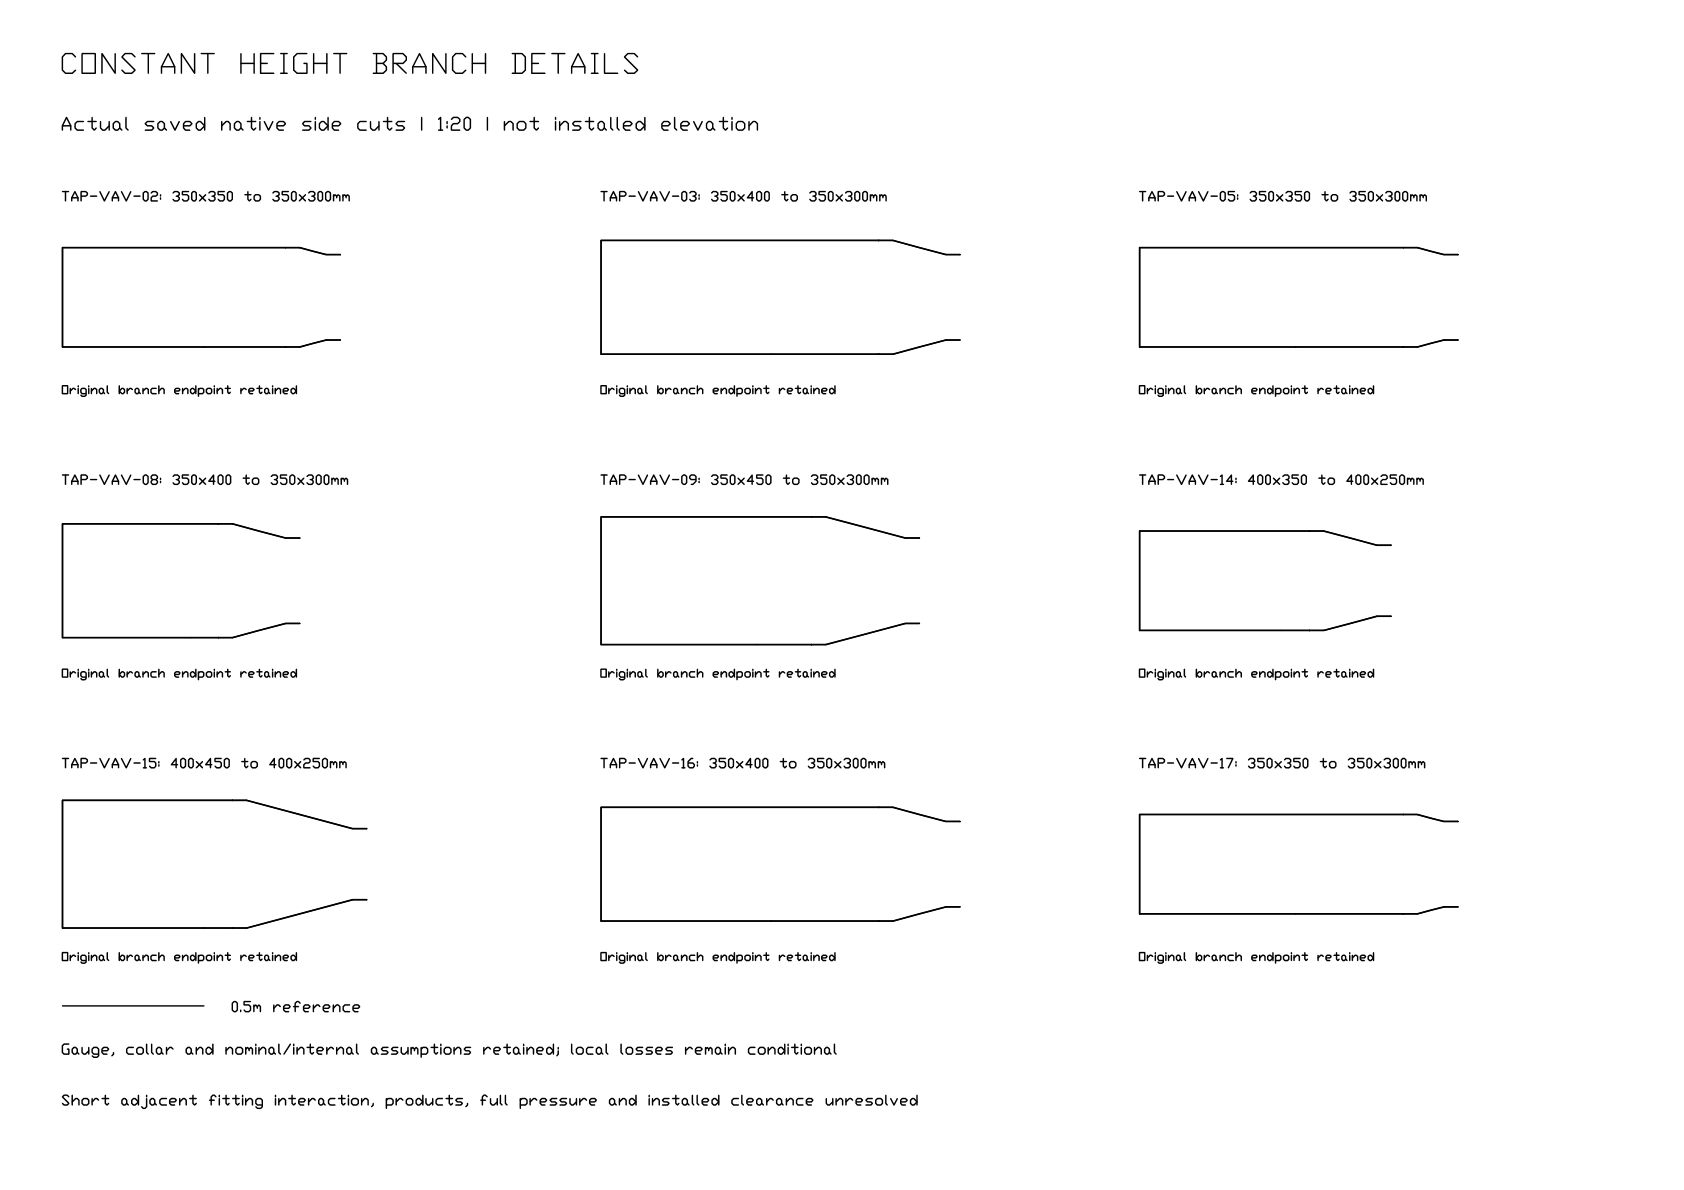 CONSTANT HEIGHT BRANCH DETAILS
Actual saved native side cuts | 1:20 | not installed elevation
TAP-VAV-02: 350x350 to 350x300mm
TAP-VAV-03: 350x400 to 350x300mm
TAP-VAV-05: 350x350 to 350x300mm
Original branch endpoint retained
Original branch endpoint retained
Original branch endpoint retained
TAP-VAV-08: 350x400 to 350x300mm
TAP-VAV-09: 350x450 to 350x300mm
TAP-VAV-14: 400x350 to 400x250mm
Original branch endpoint retained
Original branch endpoint retained
Original branch endpoint retained
TAP-VAV-15: 400x450 to 400x250mm
TAP-VAV-16: 350x400 to 350x300mm
TAP-VAV-17: 350x350 to 350x300mm
Original branch endpoint retained
Original branch endpoint retained
Original branch endpoint retained
0.5m reference
Gauge, collar and nominal/internal assumptions retained; local losses remain conditional
Short adjacent fitting interaction, products, full pressure and installed clearance unresolved